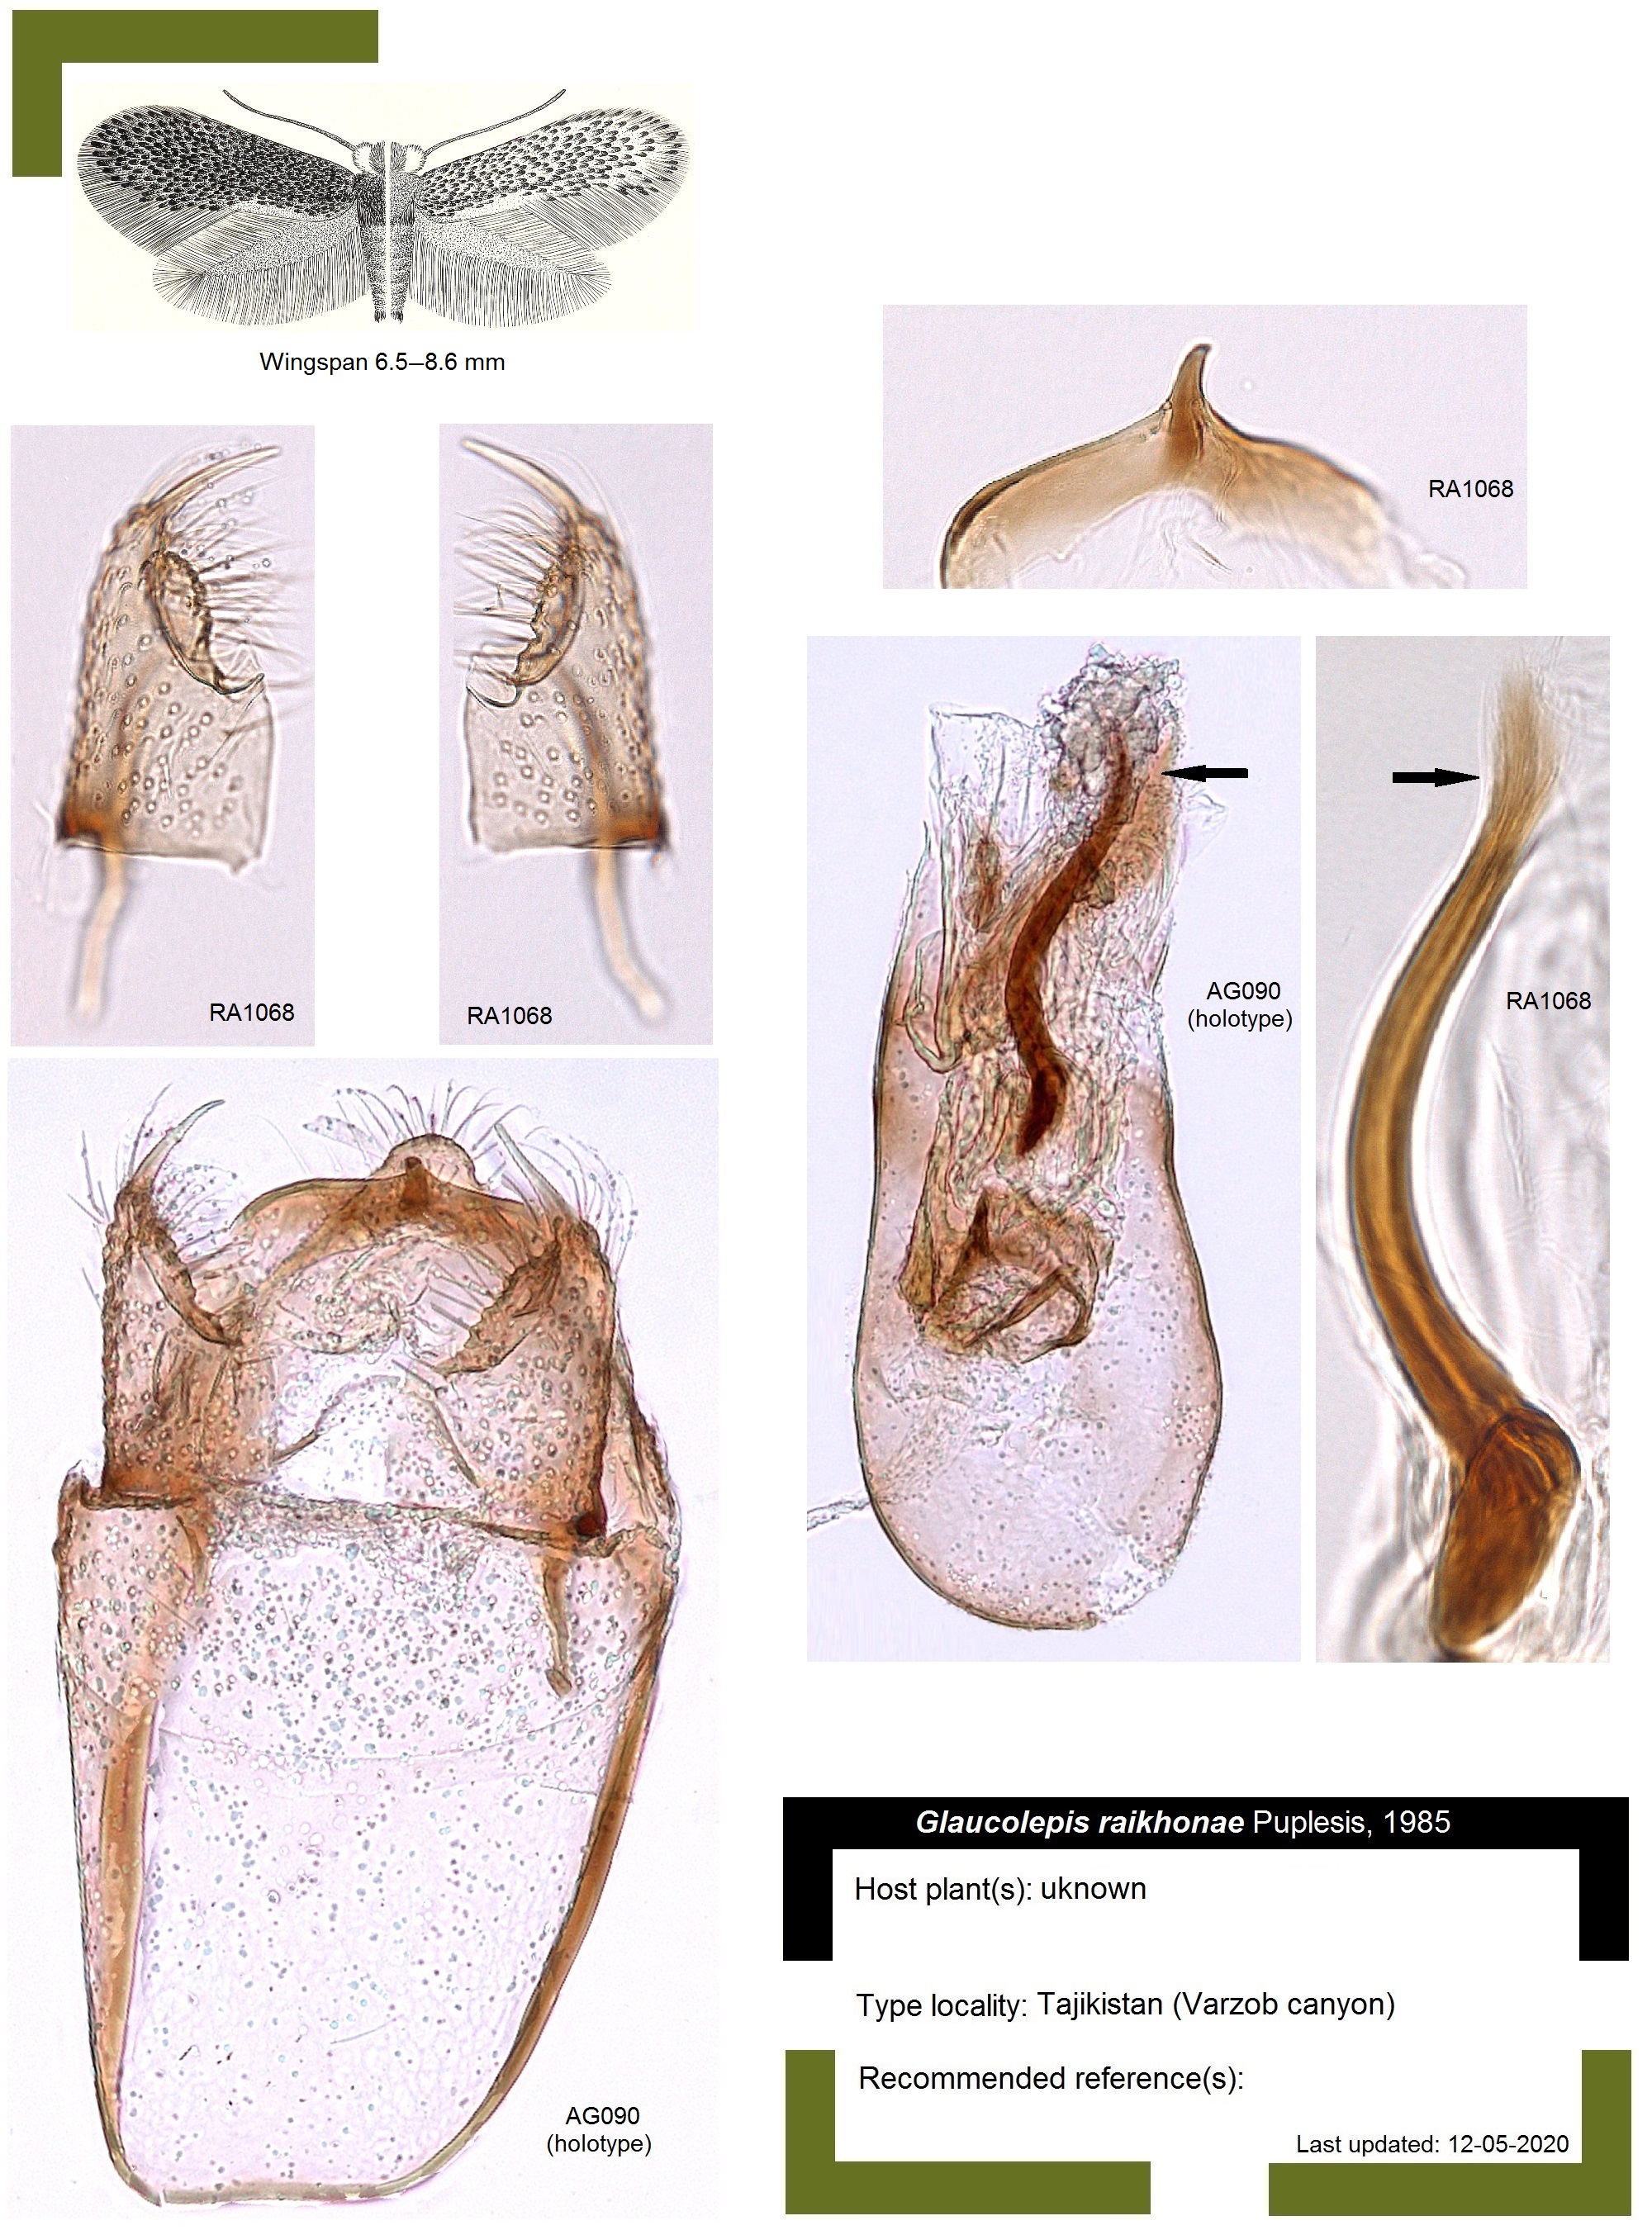 Wingspan 6.5–8.6 mm
RA1068
RA1068
RA1068
AG090
(holotype)
RA1068
AG090
(holotype)
Glaucolepis raikhonae Puplesis, 1985
Host plant(s): uknown
Type locality: Tajikistan (Varzob canyon)
Recommended reference(s):
Last updated: 12-05-2020